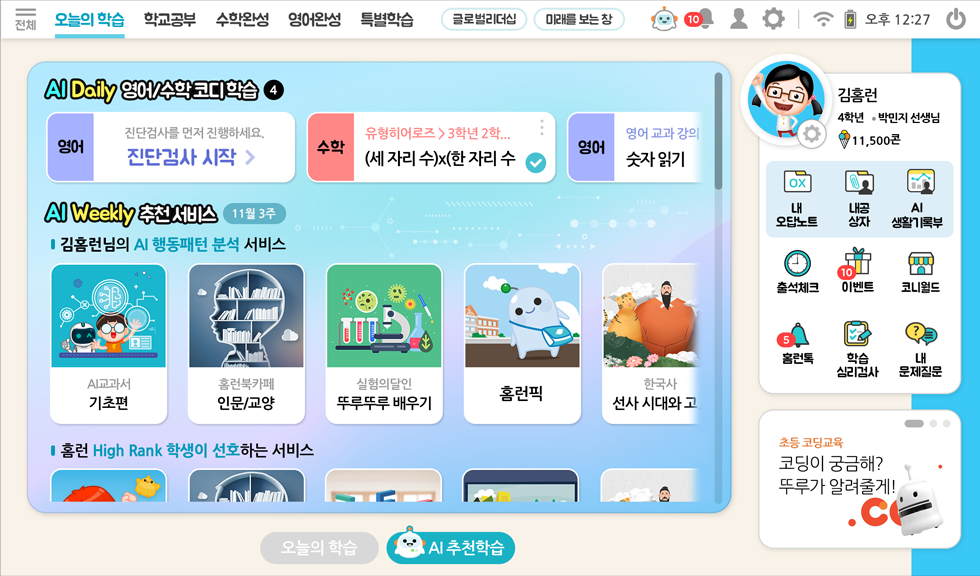 전체
오늘의 학습
학교공부
수학완성
영어완성
특별학습
글로벌리더십
미래를 보는 창
10
오후 12:27
AI Daily 영어/수학 코디 학습 4
영어
진단검사를 먼저 진행하세요.
진단검사 시작
수학
유형히어로즈 > 3학년 2학...
(세 자리 수)x(한 자리 수
영어
영어 교과 강의
숫자 읽기
AI Weekly 추천 서비스 11월 3주
김홈런님의 AI 행동패턴 분석 서비스
AI교과서
기초편
홈런북카페
인문/교양
실험의달인
뚜루뚜루 배우기
홈런픽
한국사
선사 시대와 고
홈런 High Rank 학생이 선호하는 서비스
오늘의 학습
AI 추천학습
김홈런
4학년 박민지 선생님
11,500콘
OX
내
오답노트
내공
상자
AI
생활기록부
출석체크
10
이벤트
코니월드
5
홈런톡
학습
심리검사
?
내
문제질문
초등 코딩교육
코딩이 궁금해?
뚜루가 알려줄게!